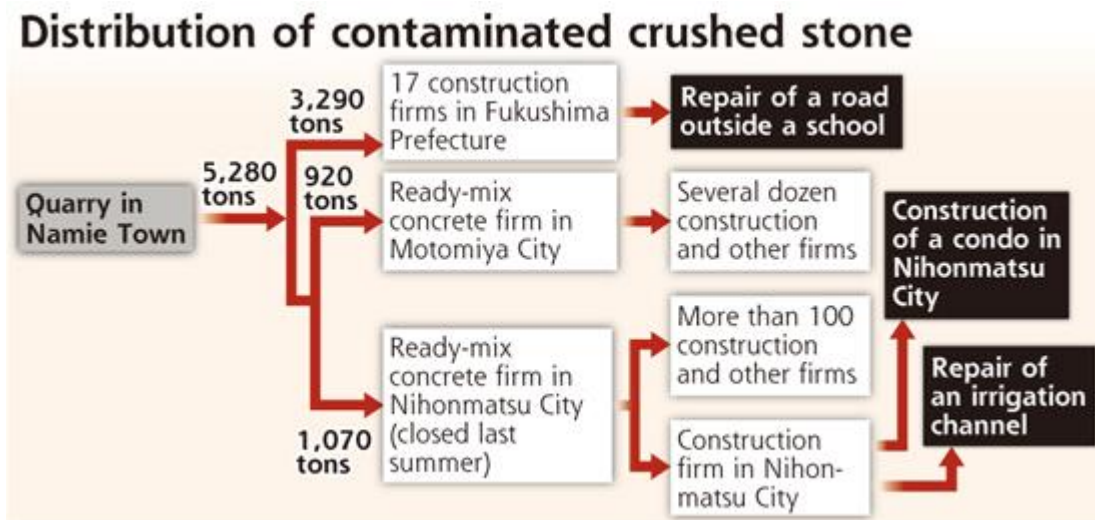 Distribution of contaminated crushed stone
Quarry in
Namie Town
5,280
tons
3,290
tons
17 construction
firms in Fukushima
Prefecture
Repair of a road
outside a school
920
tons
Ready-mix
concrete firm in
Motomiya City
Several dozen
construction
and other firms
1,070
tons
Ready-mix
concrete firm in
Nihonmatsu City
(closed last
summer)
More than 100
construction
and other firms
Construction
firm in Nihon-
matsu City
Construction
of a condo in
Nihonmatsu
City
Repair of
an irrigation
channel